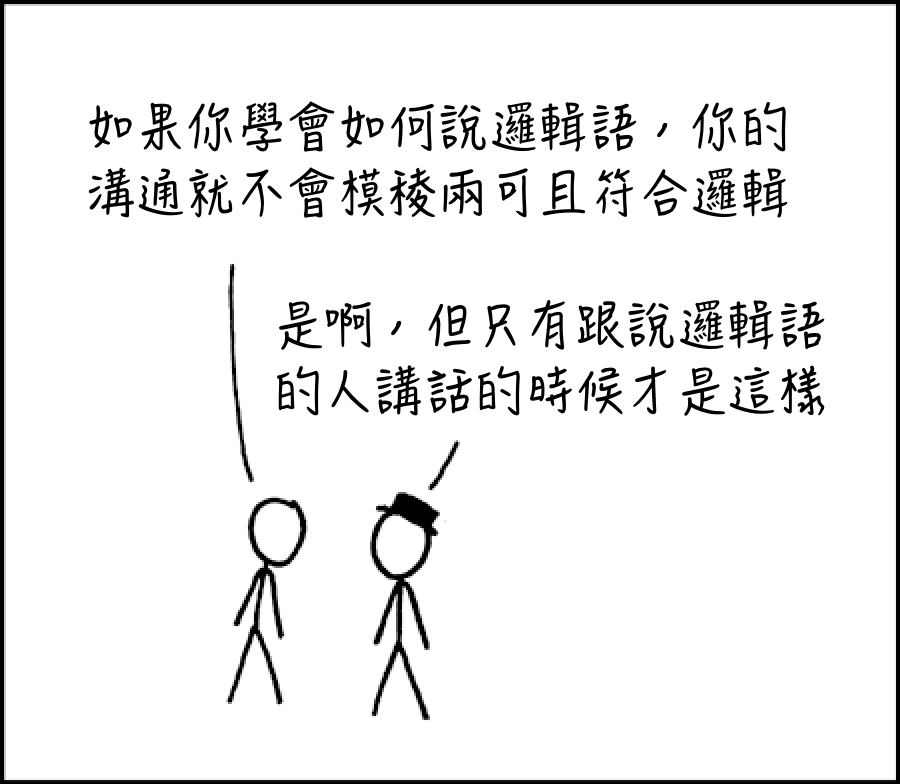 如果你學會如何說邏輯語，你的
溝通就不會模稜兩可且符合邏輯
是啊，但只有跟說邏輯語
的人講話的時候才是這樣